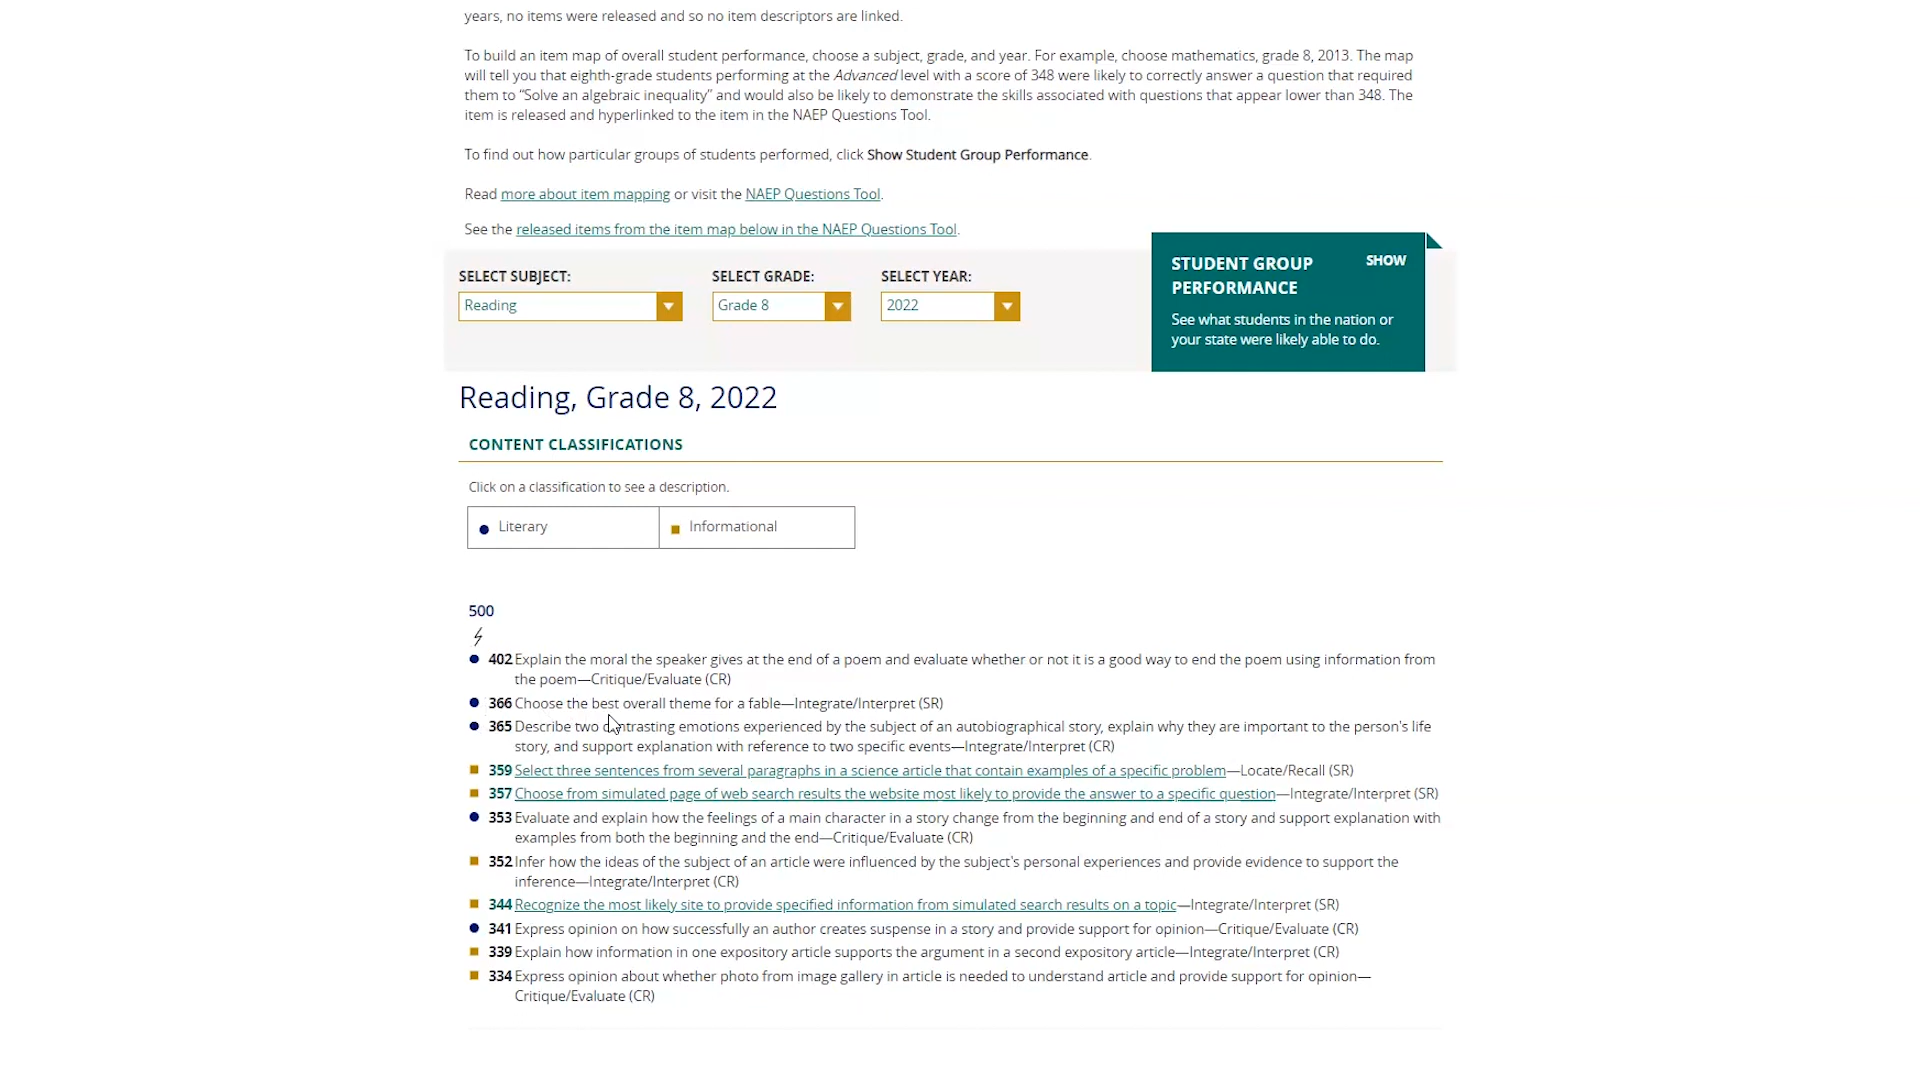 years, no items were released and so no item descriptors are linked.
To build an item map of overall student performance, choose a subject, grade, and year. For example, choose mathematics, grade 8, 2013. The map
will tell you that eighth-grade students performing at the Advanced level with a score of 348 were likely to correctly answer a question that required
them to “Solve an algebraic inequality” and would also be likely to demonstrate the skills associated with questions that appear lower than 348. The
item is released and hyperlinked to the item in the NAEP Questions Tool.
To find out how particular groups of students performed, click Show Student Group Performance.
Read more about item mapping or visit the NAEP Questions Tool.
See the released items from the item map below in the NAEP Questions Tool.
SELECT SUBJECT:
Reading
SELECT GRADE:
Grade 8
SELECT YEAR:
2022
STUDENT GROUP
PERFORMANCE
SHOW
See what students in the nation or
your state were likely able to do.
Reading, Grade 8, 2022
CONTENT CLASSIFICATIONS
Click on a classification to see a description.
Literary
Informational
500
402 Explain the moral the speaker gives at the end of a poem and evaluate whether or not it is a good way to end the poem using information from
the poem—Critique/Evaluate (CR)
366 Choose the best overall theme for a fable—Integrate/Interpret (SR)
365 Describe two contrasting emotions experienced by the subject of an autobiographical story, explain why they are important to the person's life
story, and support explanation with reference to two specific events—Integrate/Interpret (CR)
359 Select three sentences from several paragraphs in a science article that contain examples of a specific problem—Locate/Recall (SR)
357 Choose from simulated page of web search results the website most likely to provide the answer to a specific question—Integrate/Interpret (SR)
353 Evaluate and explain how the feelings of a main character in a story change from the beginning and end of a story and support explanation with
examples from both the beginning and the end—Critique/Evaluate (CR)
352 Infer how the ideas of the subject of an article were influenced by the subject's personal experiences and provide evidence to support the
inference—Integrate/Interpret (CR)
344 Recognize the most likely site to provide specified information from simulated search results on a topic—Integrate/Interpret (SR)
341 Express opinion on how successfully an author creates suspense in a story and provide support for opinion—Critique/Evaluate (CR)
339 Explain how information in one expository article supports the argument in a second expository article—Integrate/Interpret (CR)
334 Express opinion about whether photo from image gallery in article is needed to understand article and provide support for opinion—
Critique/Evaluate (CR)